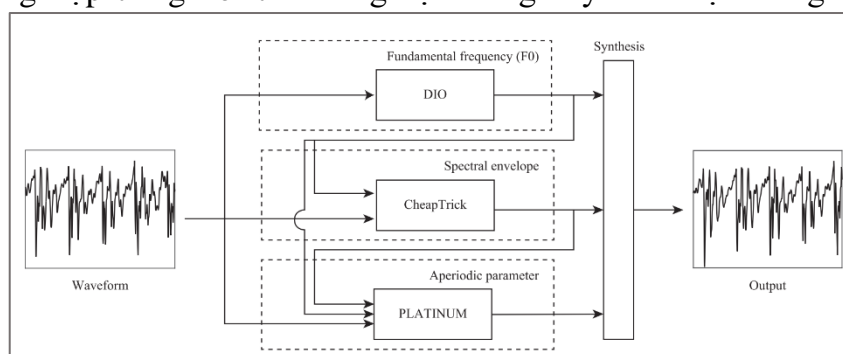 Synthesis
Fundamental frequency (F0)
DIO
Spectral envelope
CheapTrick
Waveform
Output
Aperiodic parameter
PLATINUM